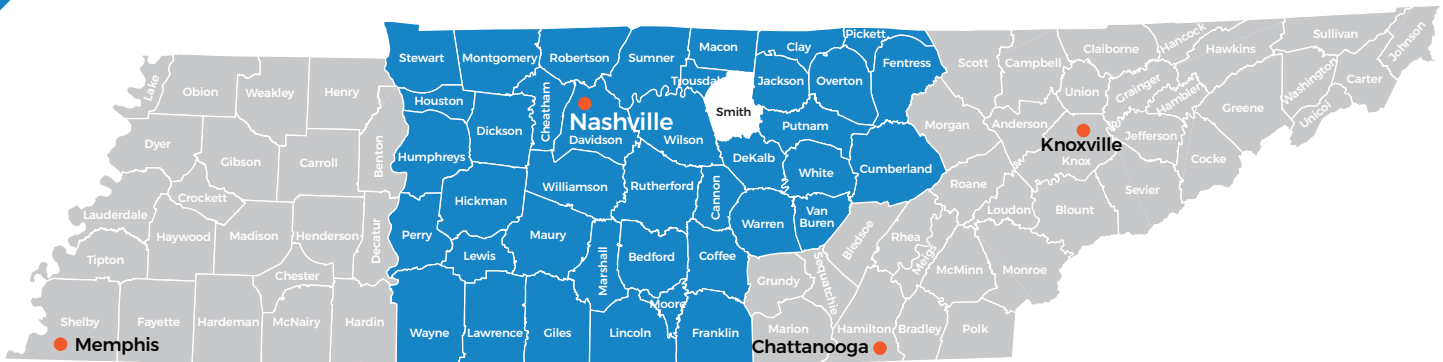 Stewart
Montgomery
Robertson
Sumner
Macon
Clay
Pickett
Fentress
Scott
Campbell
Claiborne
Hancock
Hawkins
Sullivan
Johnson
Lake
Obion
Weakley
Henry
Houston
Dickson
Cheatham
Nashville
Davidson
Wilson
Trousdal
Smith
Jackson
Overton
Putnam
Morgan
Anderson
Union
Grainger
Hamblen
Greene
Washington
Unicoi
Carter
Dyer
Gibson
Carroll
Benton
Humphreys
Hickman
Williamson
Rutherford
Cannon
DeKalb
White
Cumberland
Roane
Knoxville
Knox
Jefferson
Cocke
Sevier
Blount
Loudon
Lauderdale
Crockett
Haywood
Madison
Henderson
Decatur
Perry
Lewis
Maury
Marshall
Bedford
Coffee
Warren
Van
Buren
Bledsoe
Rhea
Meigs
McMinn
Monroe
Tipton
Chester
Shelby
Fayette
Hardeman
McNairy
Hardin
Wayne
Lawrence
Giles
Lincoln
Moore
Franklin
Grundy
Sequatchie
Marion
Hamilton
Bradley
Polk
Memphis
Chattanooga